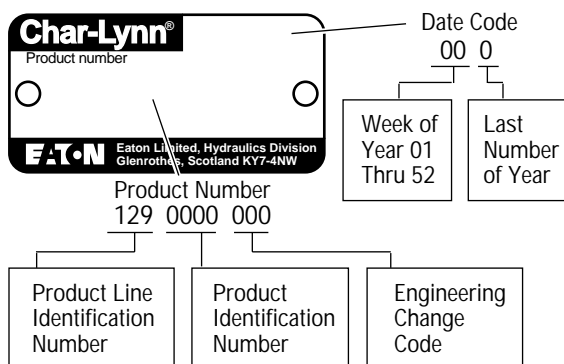 Char-Lynn®
Product number
Eaton Limited, Hydraulics Division
EATON Glenrothes, Scotland KY7-4NW
Date Code
00 0
Week of
Year 01
Thru 52
Last
Number
of Year
Product Number
129 0000 000
Product Line
Identification
Number
Product
Identification
Number
Engineering
Change
Code